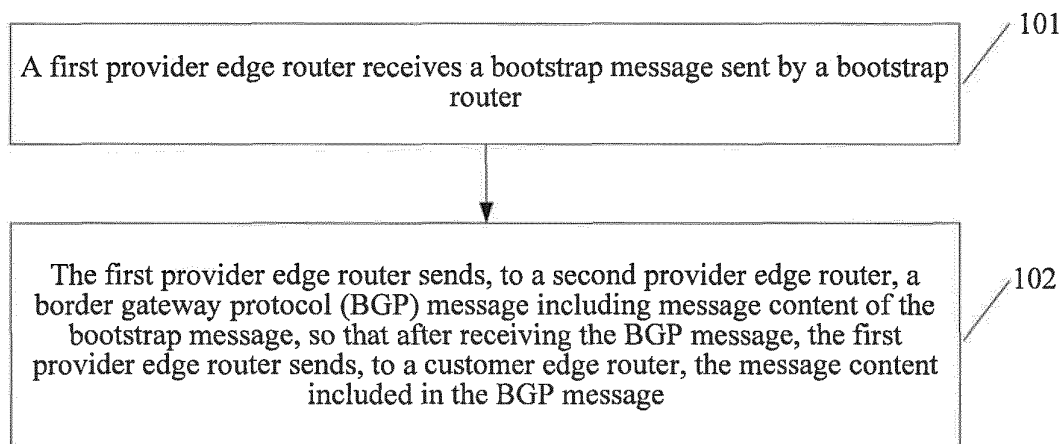 101
A first provider edge router receives a bootstrap message sent by a bootstrap
router
The first provider edge router sends, to a second provider edge router, a
border gateway protocol (BGP) message including message content of the
bootstrap message, so that after receiving the BGP message, the first
provider edge router sends, to a customer edge router, the message content
included in the BGP message
102